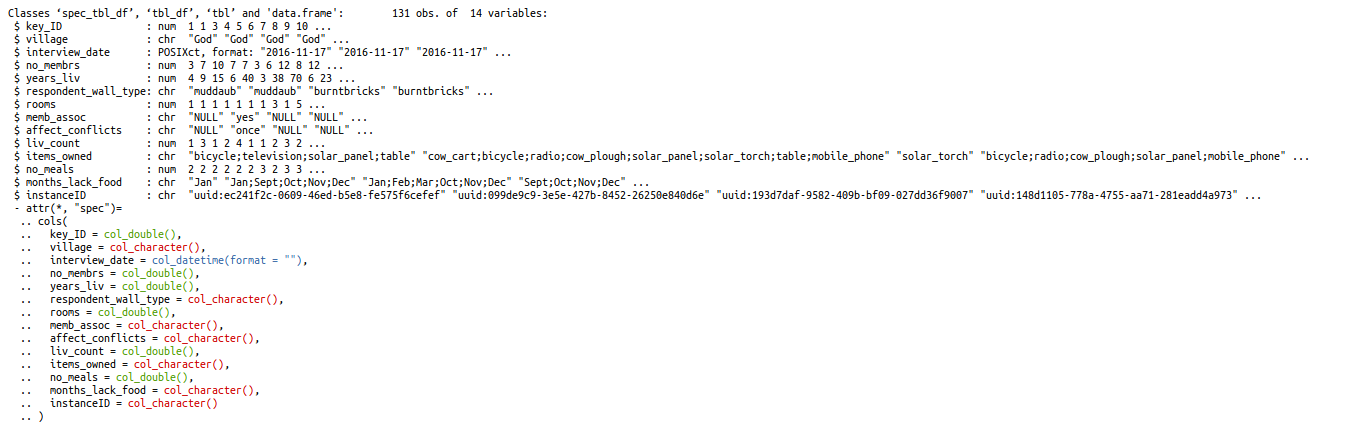 Classes ‘spec_tbl_df’, ‘tbl_df’, ‘tbl’ and 'data.frame':	131 obs. of  14 variables:
 $ key_ID              : num  1 1 3 4 5 6 7 8 9 10 ...
 $ village             : chr  "God" "God" "God" "God" ...
 $ interview_date      : POSIXct, format: "2016-11-17" "2016-11-17" "2016-11-17" ...
 $ no_membrs           : num  3 7 10 7 7 3 6 12 8 12 ...
 $ years_liv           : num  4 9 15 6 40 3 38 70 6 23 ...
 $ respondent_wall_type: chr  "muddaub" "muddaub" "burntbricks" "burntbricks" ...
 $ rooms               : num  1 1 1 1 1 1 1 3 1 5 ...
 $ memb_assoc          : chr  "NULL" "yes" "NULL" "NULL" ...
 $ affect_conflicts    : chr  "NULL" "once" "NULL" "NULL" ...
 $ liv_count           : num  1 3 1 2 4 1 1 2 3 2 ...
 $ items_owned         : chr  "bicycle;television;solar_panel;table" "cow_cart;bicycle;radio;cow_plough;solar_panel;solar_torch;table;mobile_phone" "solar_torch" "bicycle;radio;cow_plough;solar_panel;mobile_phone" ...
 $ no_meals            : num  2 2 2 2 2 2 3 2 3 3 ...
 $ months_lack_food    : chr  "Jan" "Jan;Sept;Oct;Nov;Dec" "Jan;Feb;Mar;Oct;Nov;Dec" "Sept;Oct;Nov;Dec" ...
 $ instanceID          : chr  "uuid:ec241f2c-0609-46ed-b5e8-fe575f6cefef" "uuid:099de9c9-3e5e-427b-8452-26250e840d6e" "uuid:193d7daf-9582-409b-bf09-027dd36f9007" "uuid:148d1105-778a-4755-aa71-281eadd4a973" ...
 - attr(*, "spec")=
  .. cols(
  ..   key_ID = col_double(),
  ..   village = col_character(),
  ..   interview_date = col_datetime(format = ""),
  ..   no_membrs = col_double(),
  ..   years_liv = col_double(),
  ..   respondent_wall_type = col_character(),
  ..   rooms = col_double(),
  ..   memb_assoc = col_character(),
  ..   affect_conflicts = col_character(),
  ..   liv_count = col_double(),
  ..   items_owned = col_character(),
  ..   no_meals = col_double(),
  ..   months_lack_food = col_character(),
  ..   instanceID = col_character()
  .. )